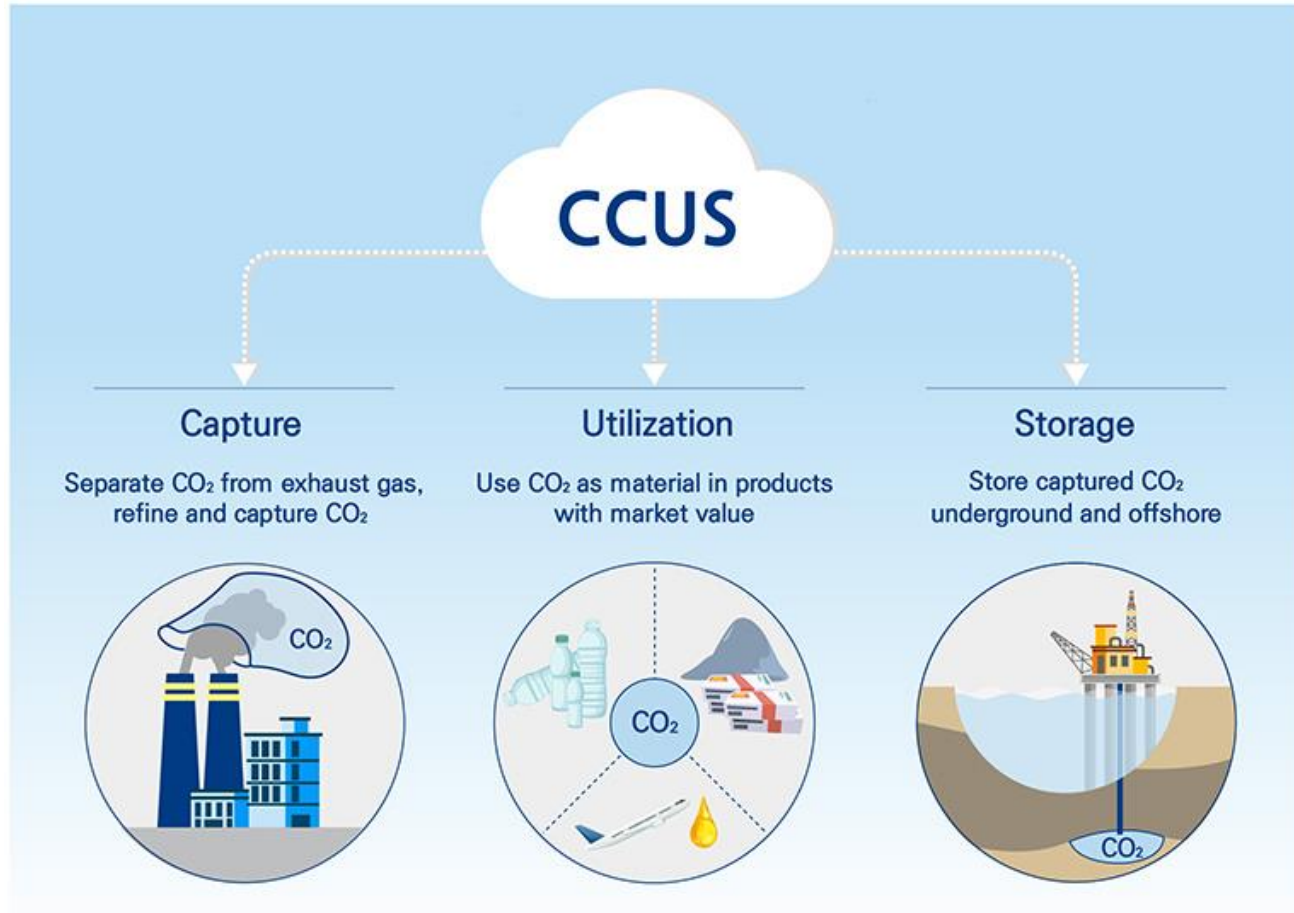 CCUS
Capture
Separate CO₂ from exhaust gas,
refine and capture CO₂
CO₂
Utilization
Use CO₂ as material in products
with market value
CO₂
Storage
Store captured CO₂
underground and offshore
CO₂